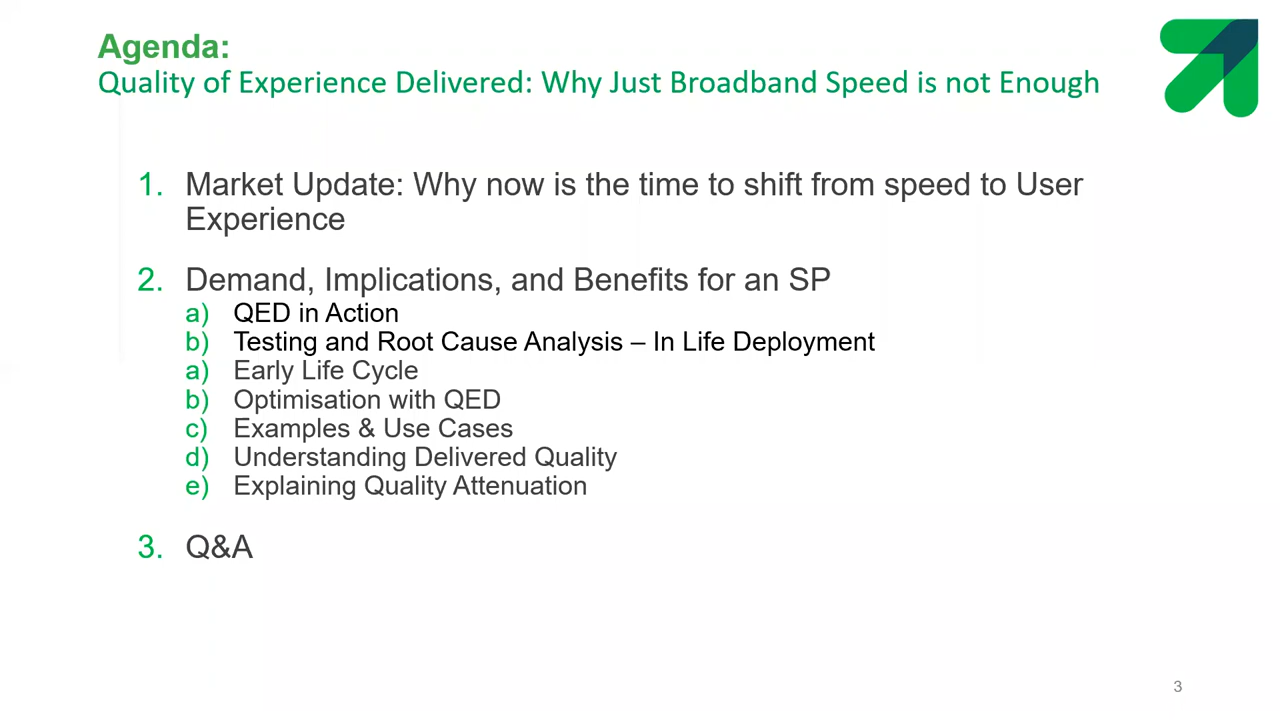 Agenda:
Quality of Experience Delivered: Why Just Broadband Speed is not Enough
1. Market Update: Why now is the time to shift from speed to User
Experience
2. Demand, Implications, and Benefits for an SP
a) QED in Action
b) Testing and Root Cause Analysis – In Life Deployment
a) Early Life Cycle
b) Optimisation with QED
c) Examples & Use Cases
d) Understanding Delivered Quality
e) Explaining Quality Attenuation
3. Q&A
3